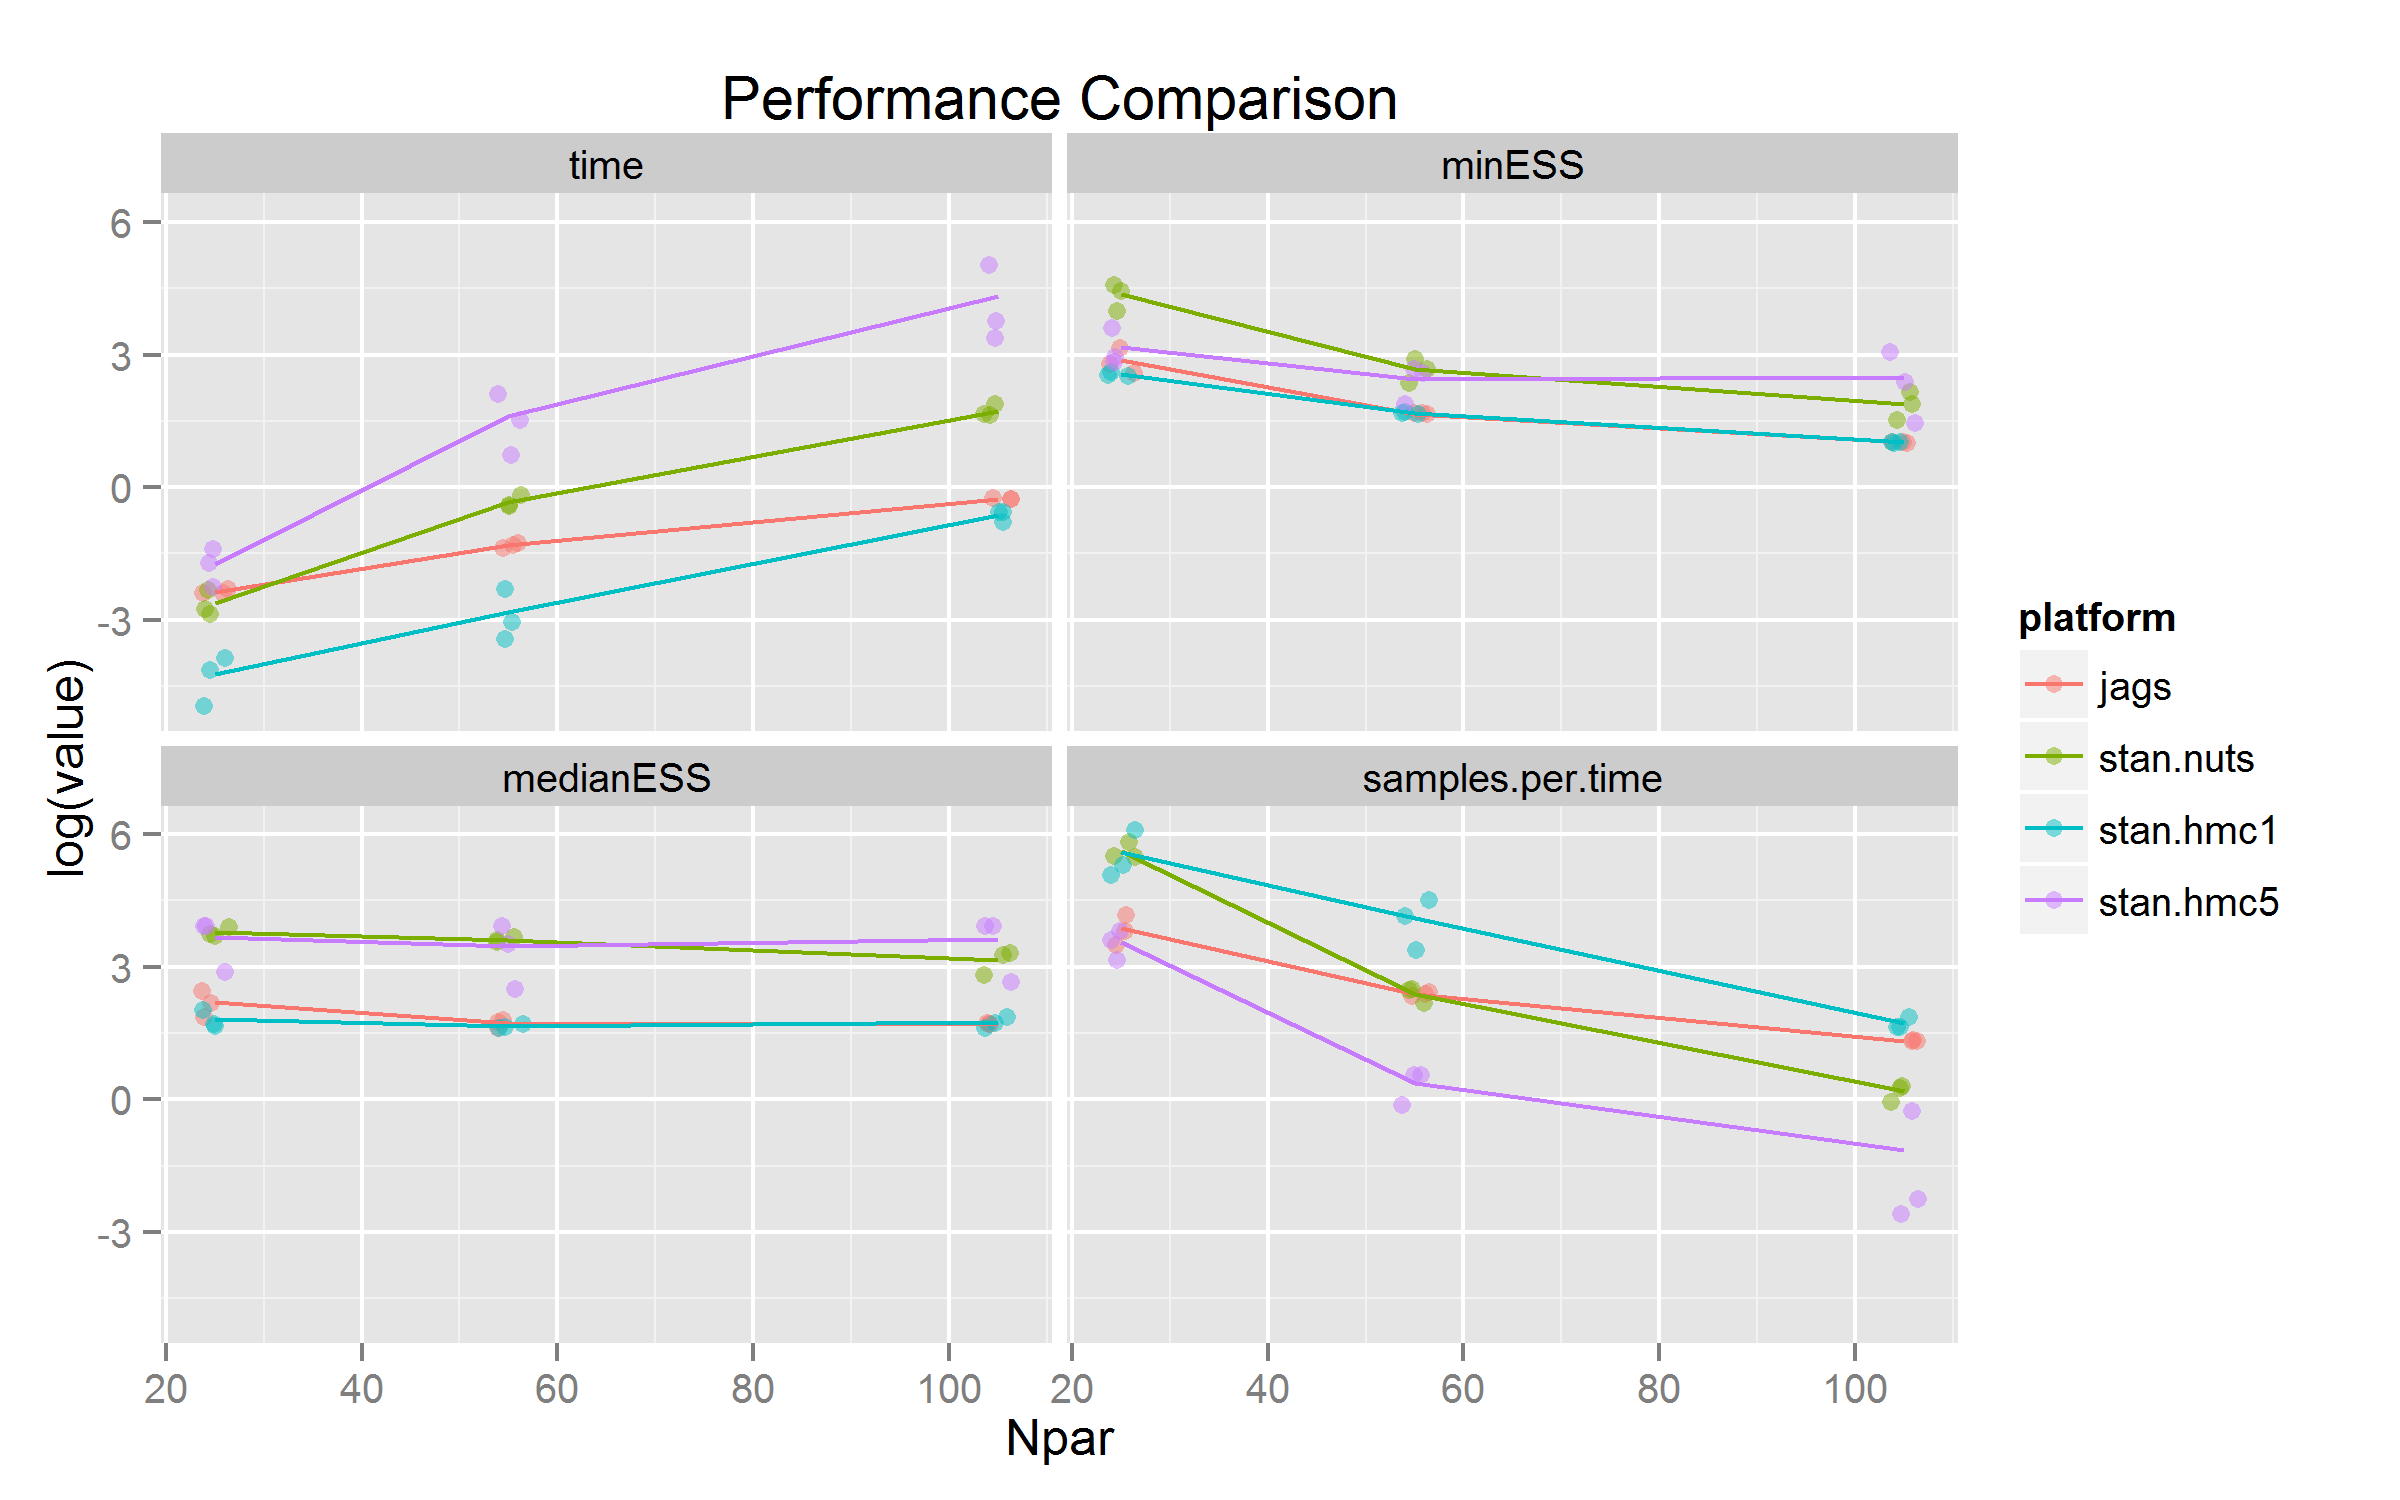 Performance Comparison
time
minESS
6
3
0
-3
medianESS
samples.per.time
6
3
0
-3
log(value)
20 40 60 80 100 20 40 60 80 100
Npar
platform
jags
stan.nuts
stan.hmc1
stan.hmc5